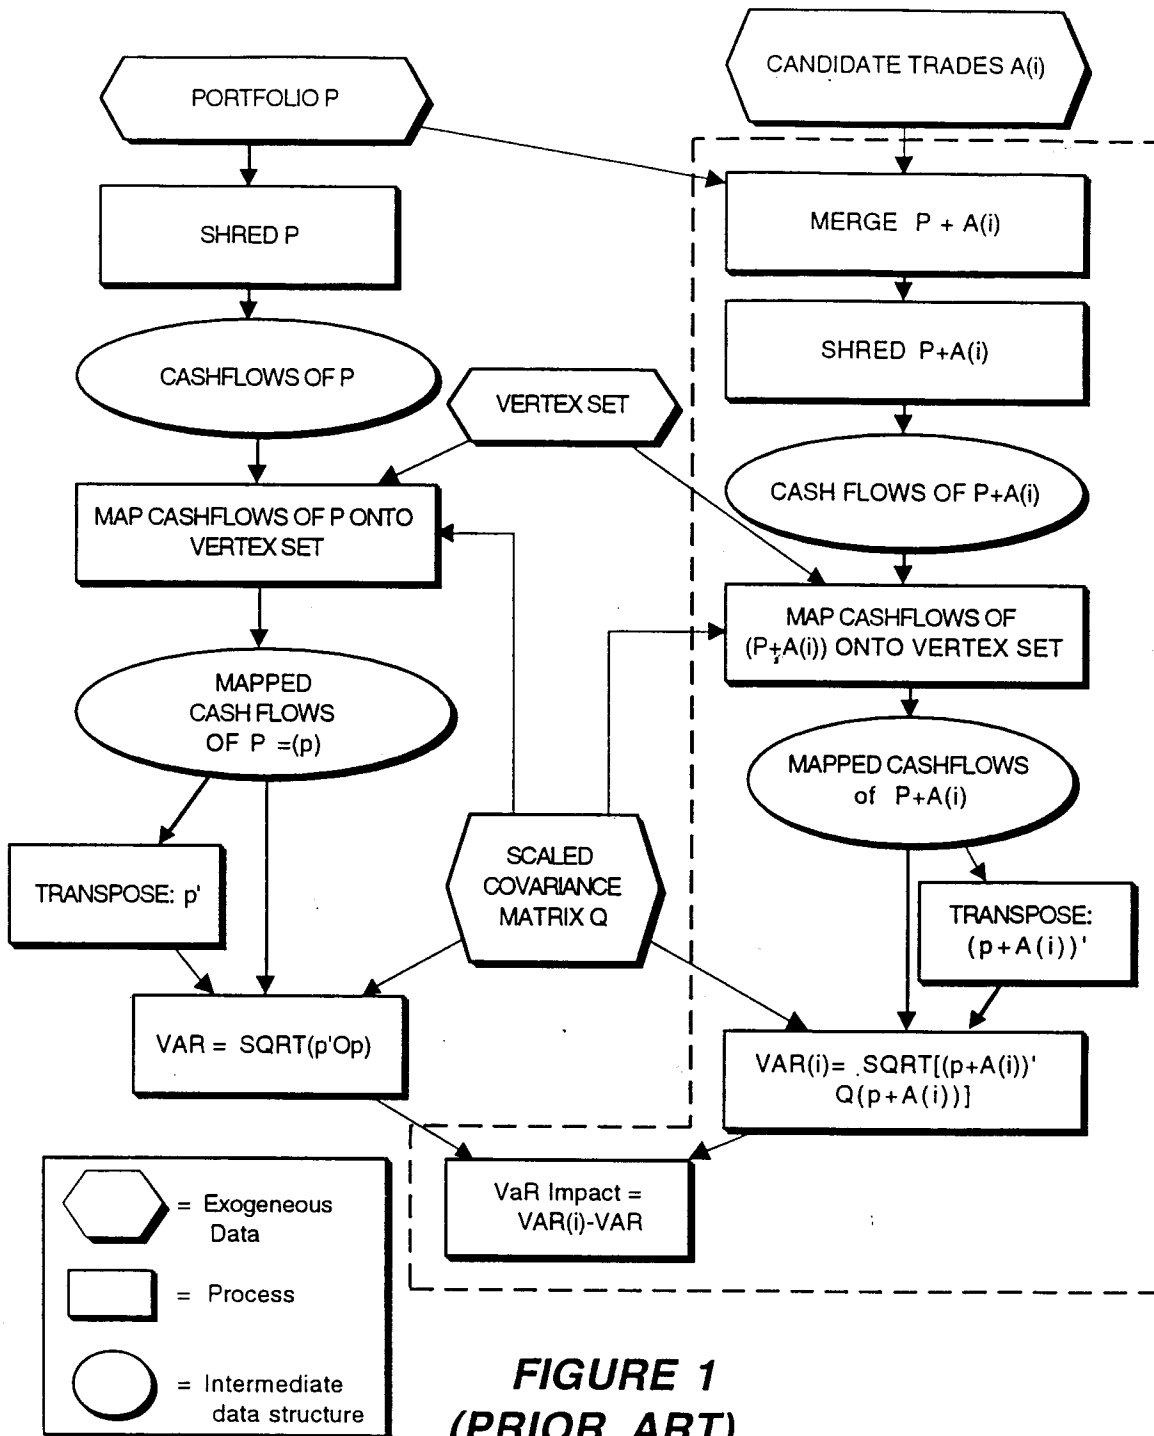 CANDIDATE TRADES A(i)
PORTFOLIO P
MERGE P + A(i)
SHRED P
SHRED P+A(i)
CASHFLOWS OF P
VERTEX SET
CASH FLOWS OF P+A(i)
MAP CASHFLOWS OF P ONTO
VERTEX SET
MAP CASHFLOWS OF
(P+A(i)) ONTO VERTEX SET
MAPPED
CASH FLOWS
OF P =(p)
MAPPED CASHFLOWS
of P+A(i)
SCALED
COVARIANCE
MATRIX Q
TRANSPOSE: p'
TRANSPOSE:
(p+A(i))'
VAR = SQRT(p'Op)
VAR(i)= SQRT[(p+A(i))'
Q(p+A(i))]
VaR Impact =
VAR(i)-VAR
= Exogeneous
Data
= Process
= Intermediate
data structure
FIGURE 1
(PRIOR ART)